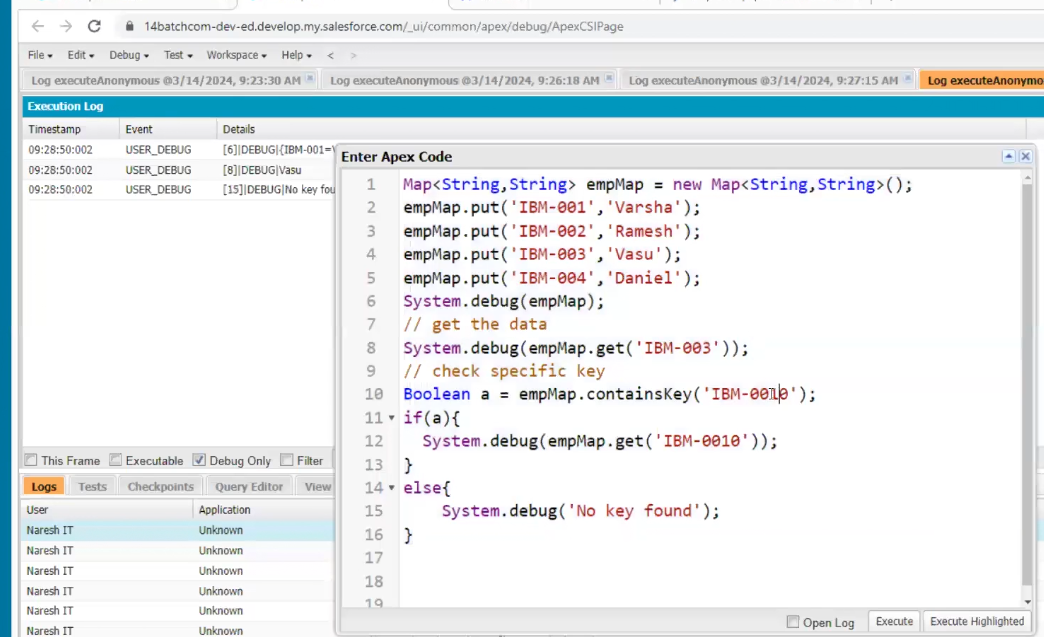 14batchcom-dev-ed.develop.my.salesforce.com/_ui/common/apex/debug/ApexCSIPage
File Edit Debug Test Workspace Help < >
Log executeAnonymous @3/14/2024, 9:23:30 AM Log executeAnonymous @3/14/2024, 9:26:18 AM Log executeAnonymous @3/14/2024, 9:27:15 AM Log executeAnonymo
Execution Log
Timestamp Event Details
09:28:50:002 USER_DEBUG [6]|DEBUG|{IBM-001=
09:28:50:002 USER_DEBUG [8]|DEBUG|Vasu
09:28:50:002 USER_DEBUG [15]|DEBUG|No key fou
Enter Apex Code
1 Map<String,String> empMap = new Map<String,String>();
2 empMap.put('IBM-001','Varsha');
3 empMap.put('IBM-002','Ramesh');
4 empMap.put('IBM-003','Vasu');
5 empMap.put('IBM-004','Daniel');
6 System.debug(empMap);
7 // get the data
8 System.debug(empMap.get('IBM-003'));
9 // check specific key
10 Boolean a = empMap.containsKey('IBM-0010');
11 if(a){
12 System.debug(empMap.get('IBM-0010'));
13 }
14 else{
15 System.debug('No key found');
16 }
17
18
19
Open Log Execute Execute Highlighted
This Frame Executable Debug Only Filter
Logs Tests Checkpoints Query Editor View
User Application
Naresh IT Unknown
Naresh IT Unknown
Naresh IT Unknown
Naresh IT Unknown
Naresh IT Unknown
Naresh IT Unknown